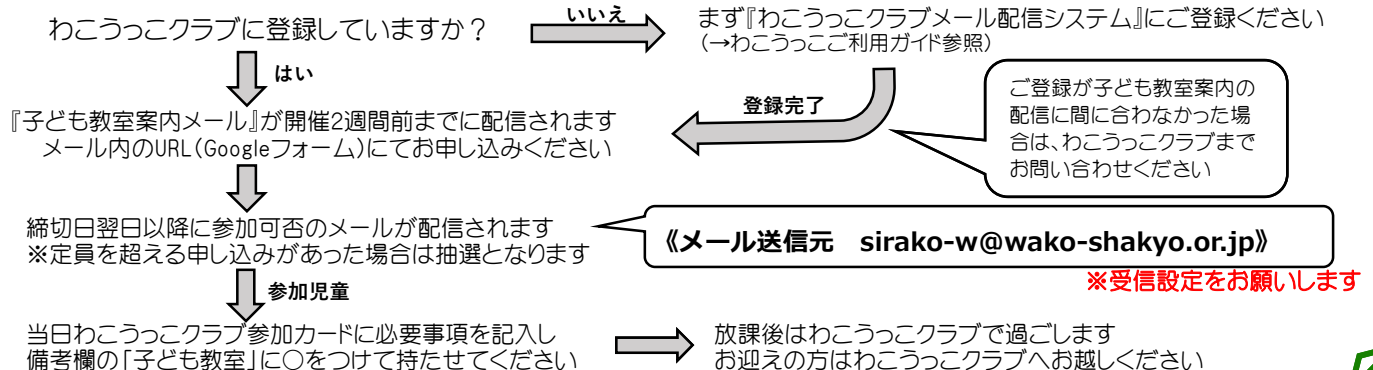 わこうっこクラブに登録していますか？
いいえ
まず『わこうっこクラブメール配信システム』にご登録ください
（→わこうっこご利用ガイド参照）
はい
登録完了
ご登録が子ども教室案内の
配信に間に合わなかった場
合は、わこうっこクラブまで
お問い合わせください
『子ども教室案内メール』が開催2週間前までに配信されます
メール内のURL（Googleフォーム）にてお申し込みください
締切日翌日以降に参加可否のメールが配信されます
※定員を超える申し込みがあった場合は抽選となります
《メール送信元　sirako-w@wako-shakyo.or.jp》
※受信設定をお願いします
参加児童
当日わこうっこクラブ参加カードに必要事項を記入し
備考欄の「子ども教室」に○をつけて持たせてください
放課後はわこうっこクラブで過ごします
お迎えの方はわこうっこクラブへお越しください